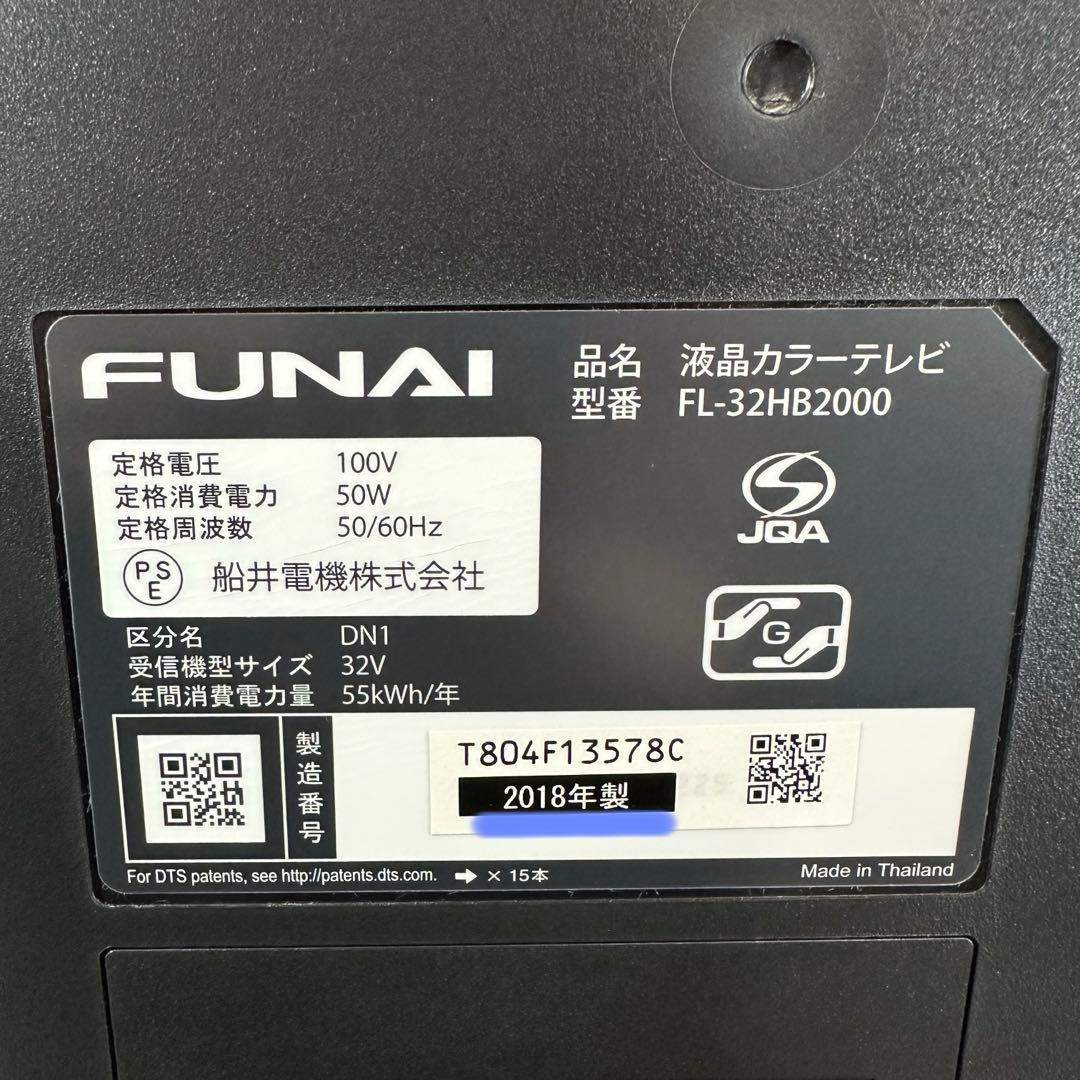 FUNAI
品名 液晶カラーテレビ
型番 FL-32HB2000
定格電圧 100V
定格消費電力 50W
定格周波数 50/60Hz
PSE 船井電機株式会社
JQA
G
区分名 DN1
受信機型サイズ 32V
年間消費電力量 55kWh/年
製造番号
T804F13578C
2018年製
For DTS patents, see http://patents.dts.com. ➡ × 15本
Made in Thailand